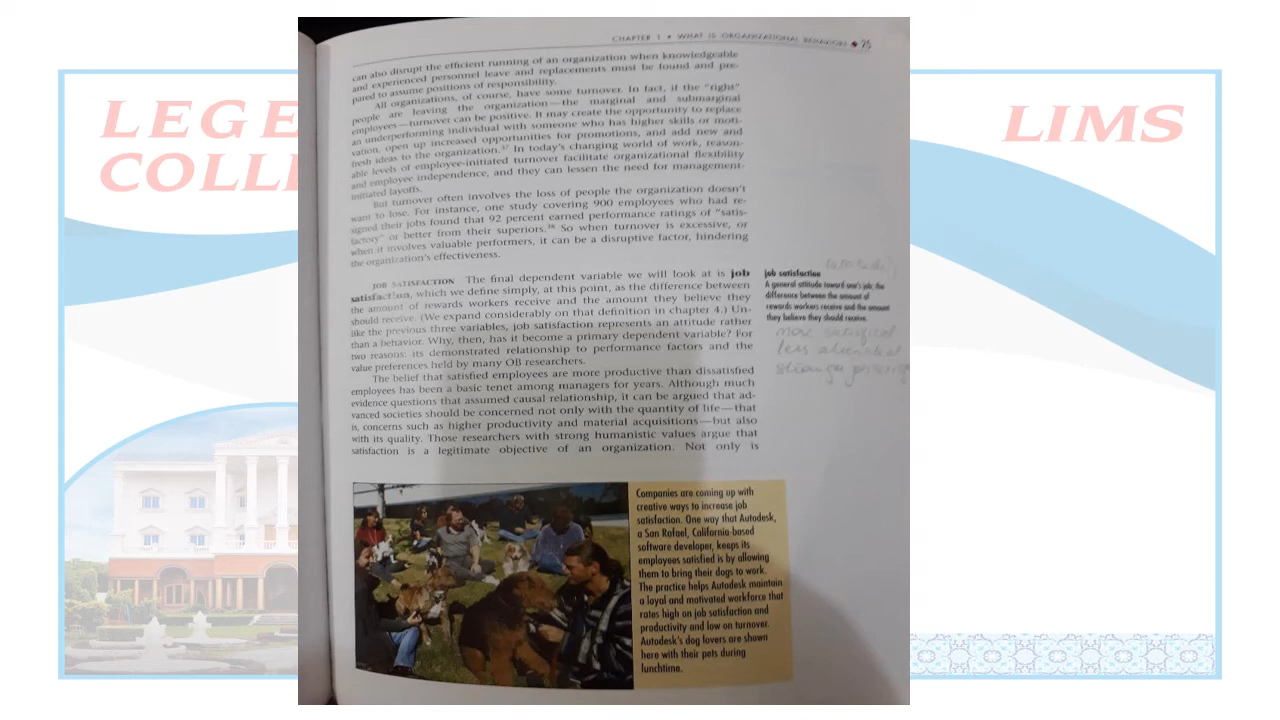 LEGE
COLL
LIMS
CHAPTER 1 • WHAT IS ORGANIZATIONAL BEHAVIOR? 25
can also disrupt the efficient running of an organization when knowledgeable
and experienced personnel leave and replacements must be found and pre-
pared to assume positions of responsibility.
All organizations, of course, have some turnover. In fact, if the "right"
people are leaving the organization—the marginal and submarginal
employees—turnover can be positive. It may create the opportunity to replace
an underperforming individual with someone who has higher skills or moti-
vation, open up increased opportunities for promotions, and add new and
fresh ideas to the organization.³⁷ In today's changing world of work, reason-
able levels of employee-initiated turnover facilitate organizational flexibility
and employee independence, and they can lessen the need for management-
initiated layoffs.
But turnover often involves the loss of people the organization doesn't
want to lose. For instance, one study covering 900 employees who had re-
signed their jobs found that 92 percent earned performance ratings of "satis-
factory" or better from their superiors.³⁸ So when turnover is excessive, or
when it involves valuable performers, it can be a disruptive factor, hindering
the organization's effectiveness.
JOB SATISFACTION The final dependent variable we will look at is job
satisfaction, which we define simply, at this point, as the difference between
the amount of rewards workers receive and the amount they believe they
should receive. (We expand considerably on that definition in chapter 4.) Un-
like the previous three variables, job satisfaction represents an attitude rather
than a behavior. Why, then, has it become a primary dependent variable? For
two reasons: its demonstrated relationship to performance factors and the
value preferences held by many OB researchers.
The belief that satisfied employees are more productive than dissatisfied
employees has been a basic tenet among managers for years. Although much
evidence questions that assumed causal relationship, it can be argued that ad-
vanced societies should be concerned not only with the quantity of life—that
is, concerns such as higher productivity and material acquisitions—but also
with its quality. Those researchers with strong humanistic values argue that
satisfaction is a legitimate objective of an organization. Not only is
job satisfaction
A general attitude toward one's job; the
difference between the amount of
rewards workers receive and the amount
they believe they should receive.
more satisfied
less
Companies are coming up with
creative ways to increase job
satisfaction. One way that Autodesk,
a San Rafael, California-based
software developer, keeps its
employees satisfied is by allowing
them to bring their dogs to work.
The practice helps Autodesk maintain
a loyal and motivated workforce that
rates high on job satisfaction and
productivity and low on turnover.
Autodesk's dog lovers are shown
here with their pets during
lunchtime.